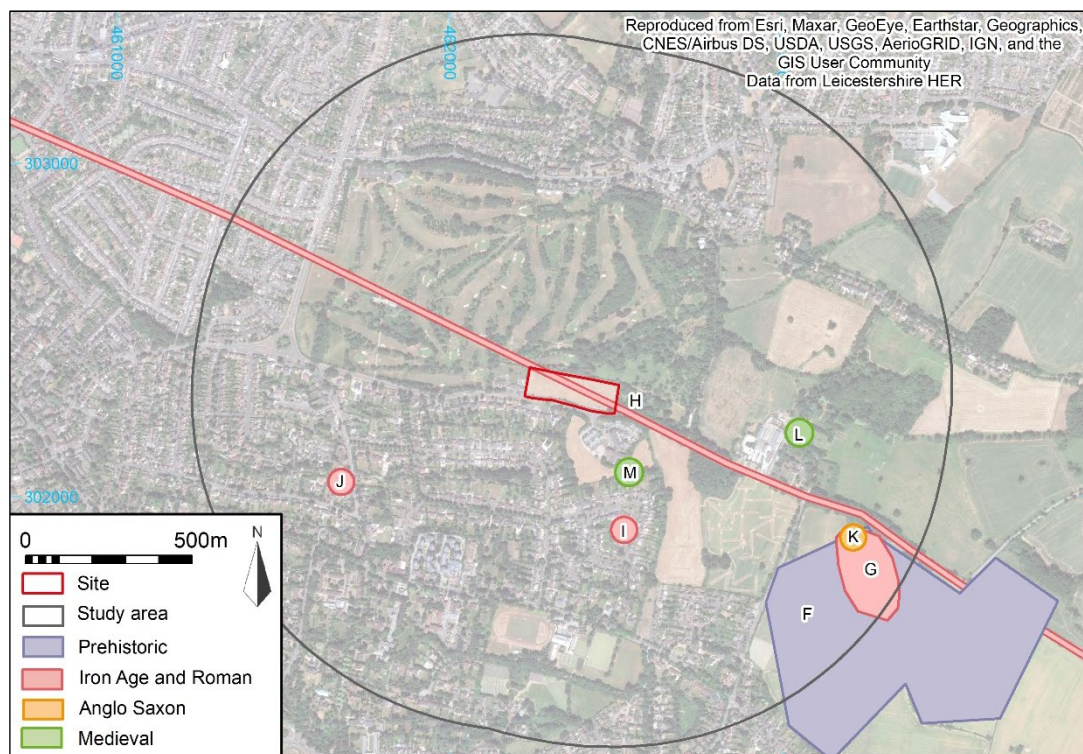 Reproduced from Esri, Maxar, GeoEye, Earthstar, Geographics,
CNES/Airbus DS, USDA, USGS, AerioGRID, IGN, and the
GIS User Community
Data from Leicestershire HER
461000
462000
303000
H
L
J
M
302000
I
K
G
F
0 500m
N
Site
Study area
Prehistoric
Iron Age and Roman
Anglo Saxon
Medieval